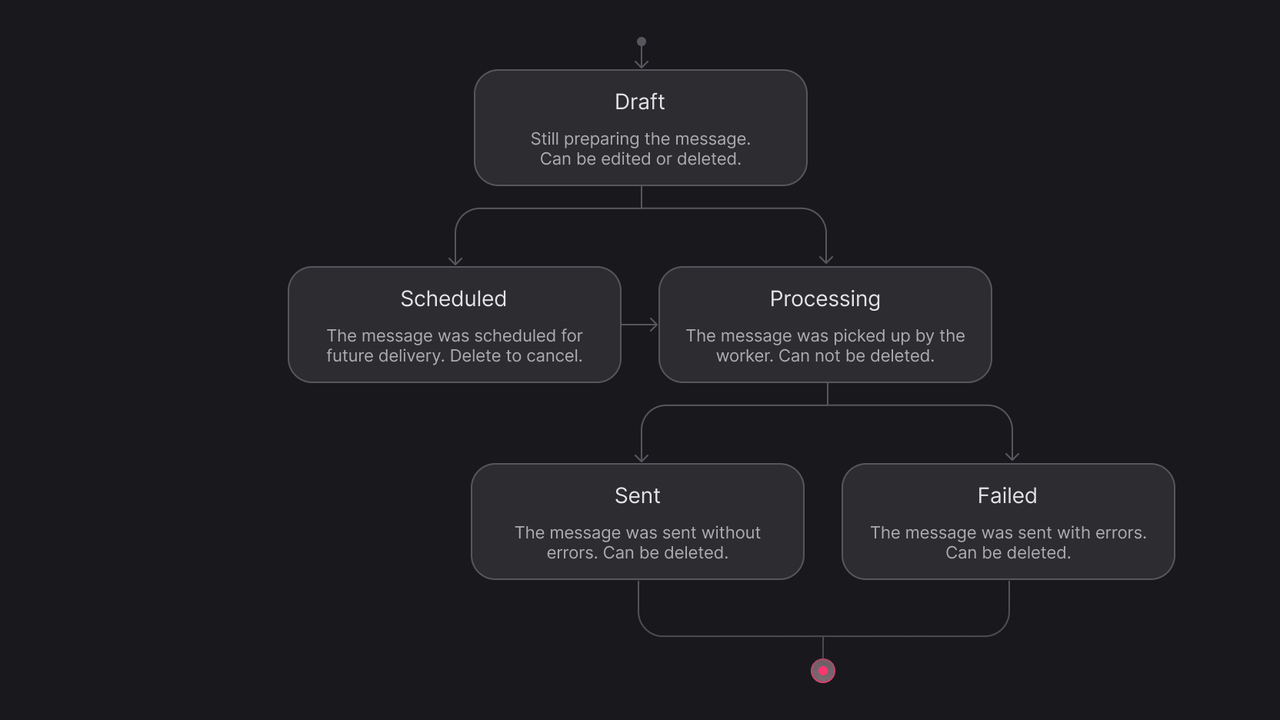 Draft
Still preparing the message.
Can be edited or deleted.
Scheduled
The message was scheduled for
future delivery. Delete to cancel.
Processing
The message was picked up by the
worker. Can not be deleted.
Sent
The message was sent without
errors. Can be deleted.
Failed
The message was sent with errors.
Can be deleted.